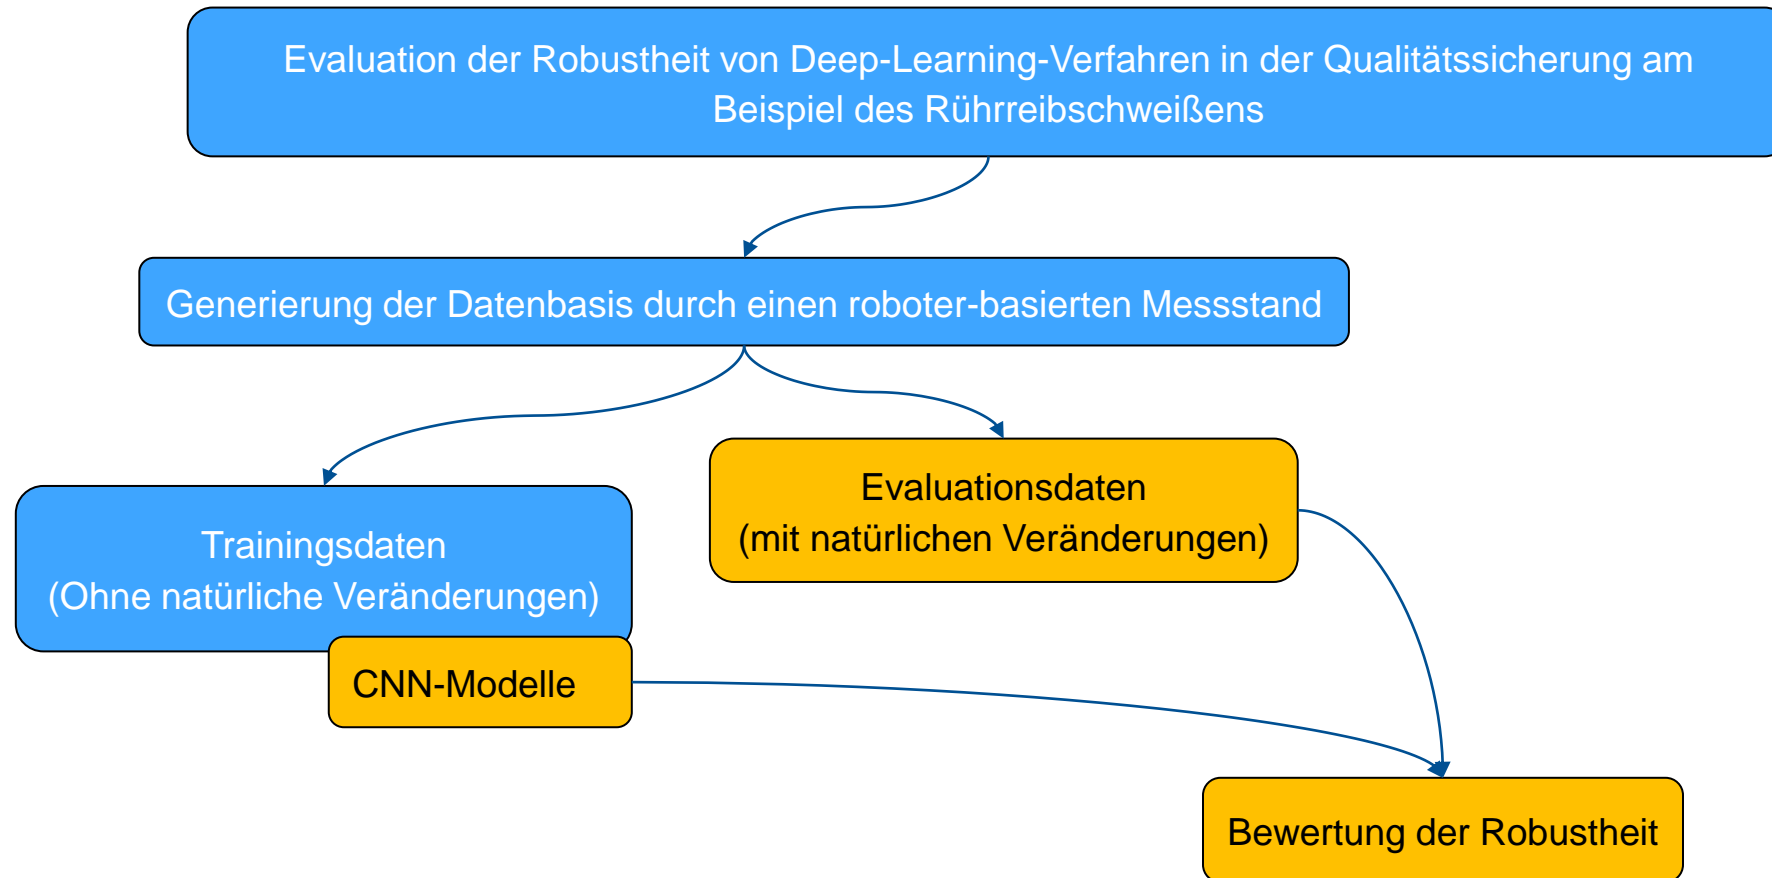 Evaluation der Robustheit von Deep-Learning-Verfahren in der Qualitätssicherung am
Beispiel des Rührreibschweißens
Generierung der Datenbasis durch einen roboter-basierten Messstand
Evaluationsdaten
(mit natürlichen Veränderungen)
Trainingsdaten
(Ohne natürliche Veränderungen)
CNN-Modelle
Bewertung der Robustheit